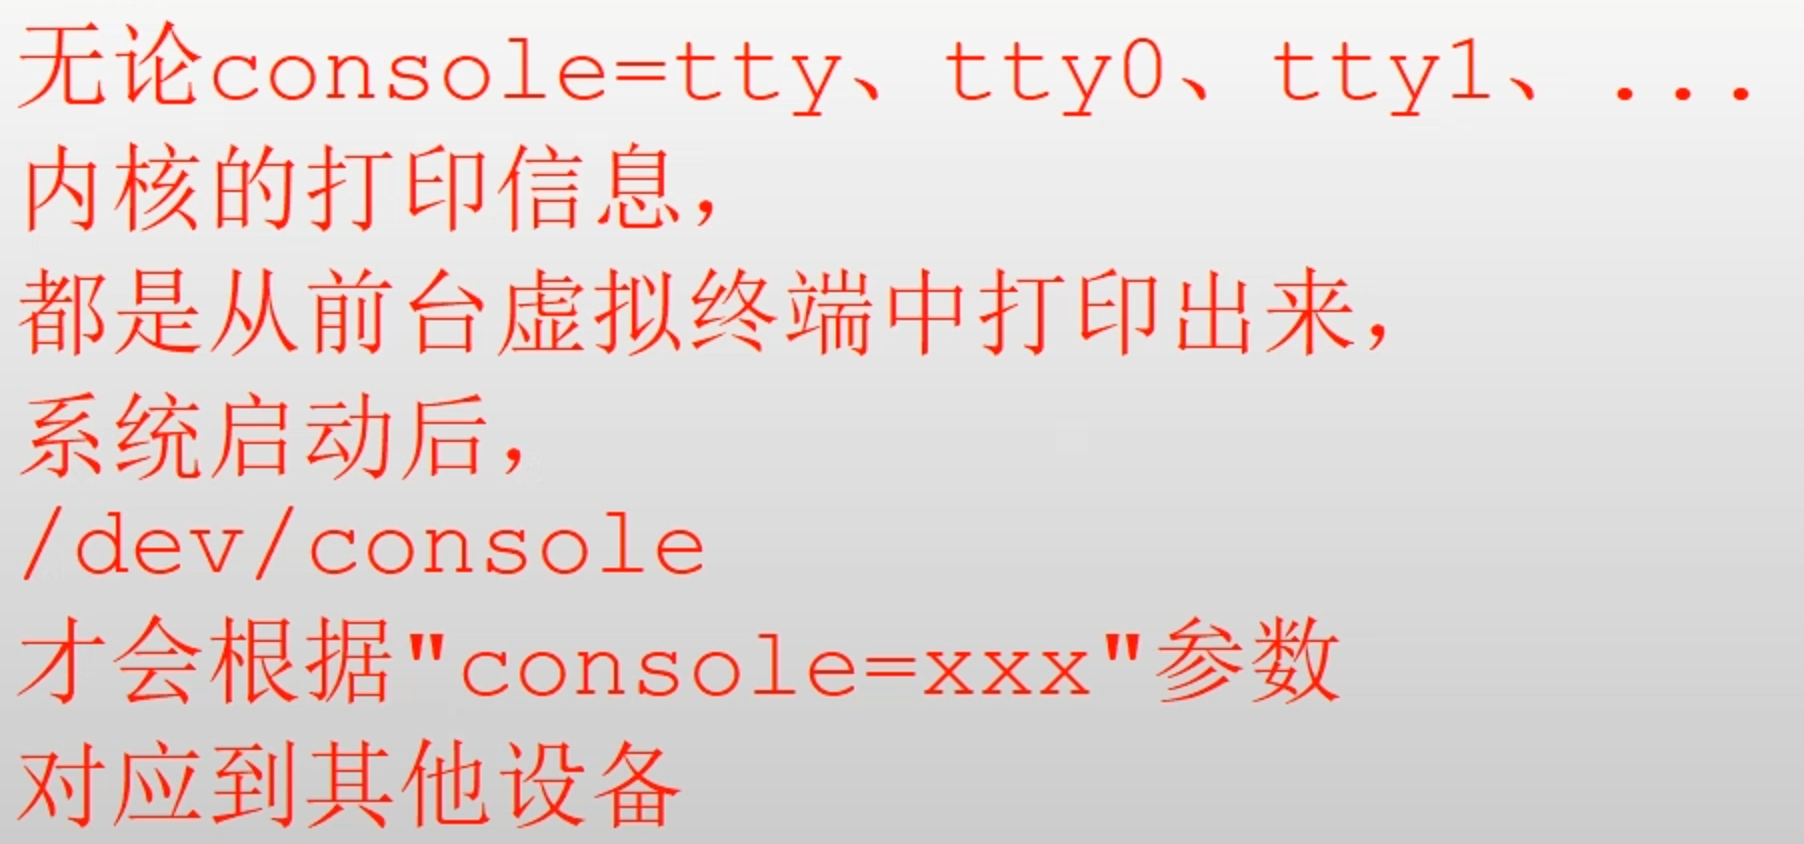 无论console=tty、tty0、tty1、...
内核的打印信息，
都是从前台虚拟终端中打印出来，
系统启动后，
/dev/console
才会根据"console=xxx"参数
对应到其他设备